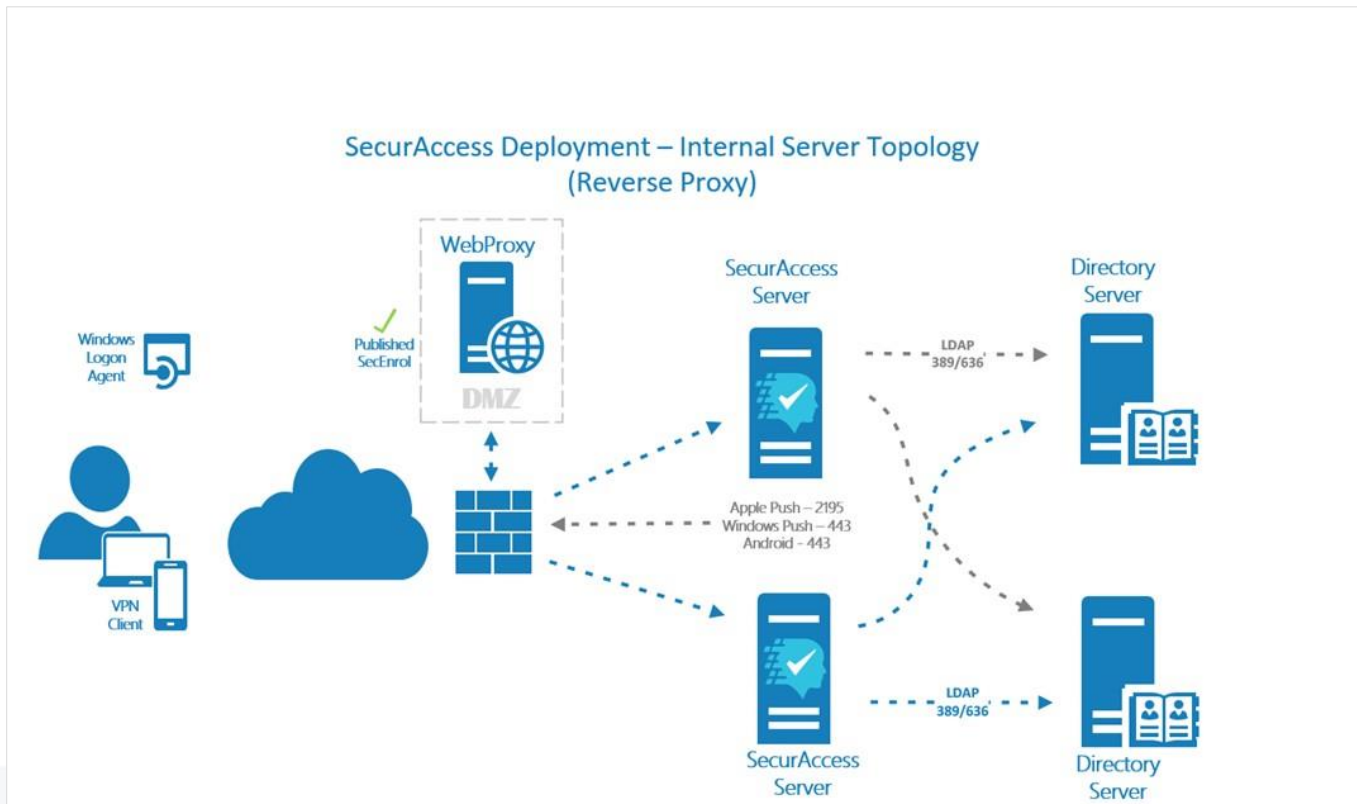 SecurAccess Deployment – Internal Server Topology
(Reverse Proxy)
WebProxy
Published
SecEnrol
DMZ
Windows
Logon
Agent
VPN
Client
SecurAccess
Server
Directory
Server
LDAP
389/636
Apple Push – 2195
Windows Push – 443
Android - 443
LDAP
389/636
SecurAccess
Server
Directory
Server